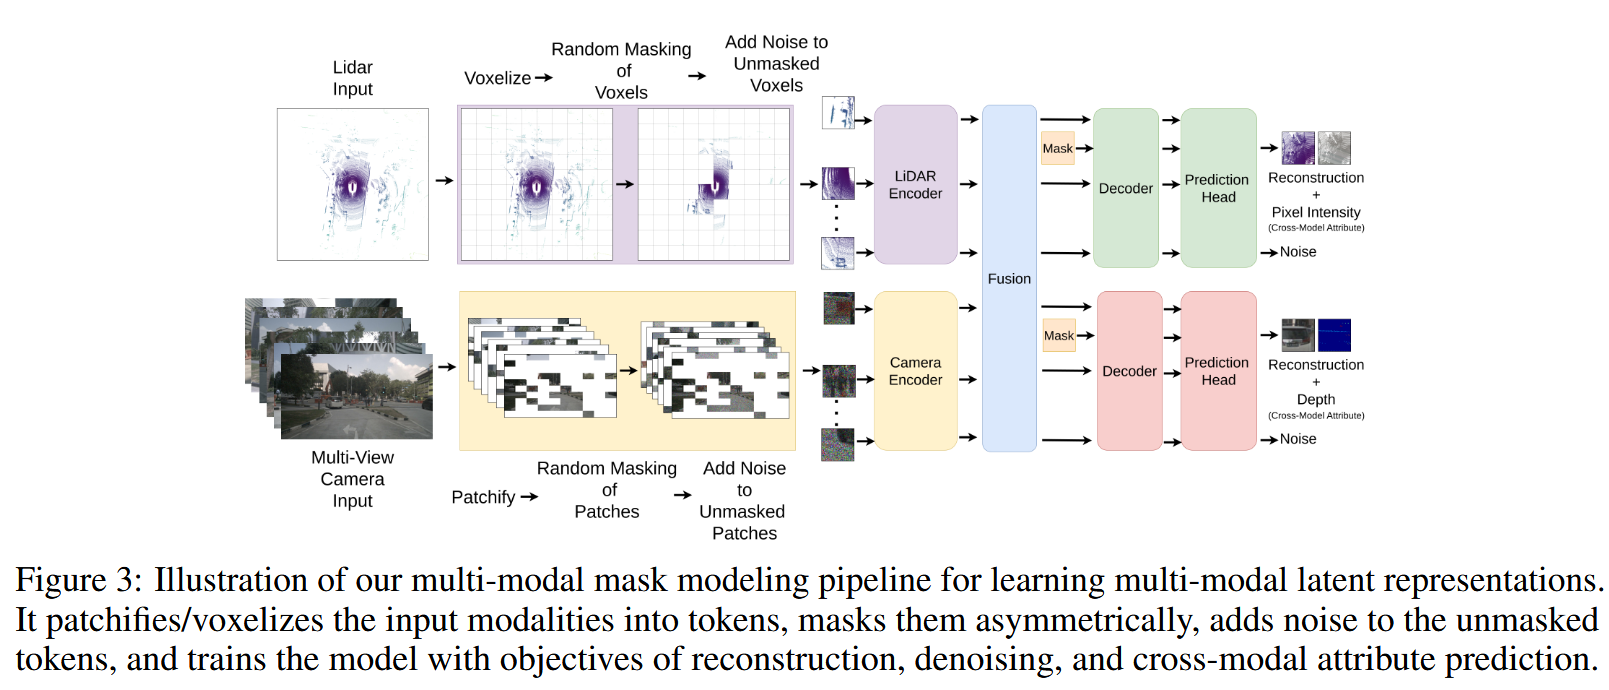 Lidar
Input
Voxelize
Random Masking
of
Voxels
Add Noise to
Unmasked
Voxels
LiDAR
Encoder
Fusion
Mask
Decoder
Prediction
Head
Reconstruction
+
Pixel Intensity
(Cross-Model Attribute)
Noise
Multi-View
Camera
Input
Patchify
Random Masking
of
Patches
Add Noise
to
Unmasked
Patches
Camera
Encoder
Mask
Decoder
Prediction
Head
Reconstruction
+
Depth
(Cross-Model Attribute)
Noise
Figure 3: Illustration of our multi-modal mask modeling pipeline for learning multi-modal latent representations.
It patchifies/voxelizes the input modalities into tokens, masks them asymmetrically, adds noise to the unmasked
tokens, and trains the model with objectives of reconstruction, denoising, and cross-modal attribute prediction.